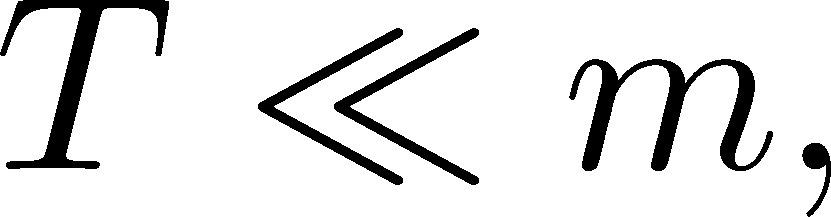 T ≪ m,